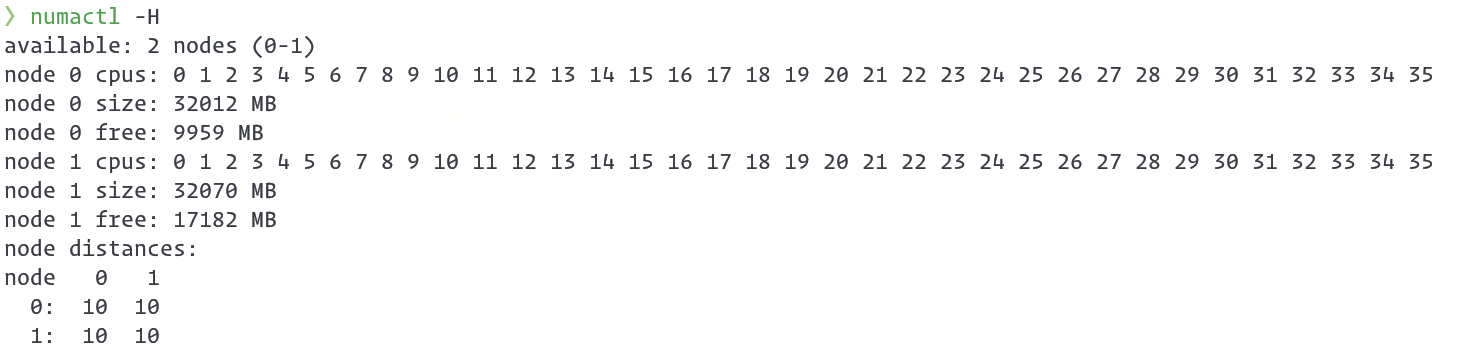 ❯ numactl -H
available: 2 nodes (0-1)
node 0 cpus: 0 1 2 3 4 5 6 7 8 9 10 11 12 13 14 15 16 17 18 19 20 21 22 23 24 25 26 27 28 29 30 31 32 33 34 35
node 0 size: 32012 MB
node 0 free: 9959 MB
node 1 cpus: 0 1 2 3 4 5 6 7 8 9 10 11 12 13 14 15 16 17 18 19 20 21 22 23 24 25 26 27 28 29 30 31 32 33 34 35
node 1 size: 32070 MB
node 1 free: 17182 MB
node distances:
node   0   1
  0:  10  10
  1:  10  10